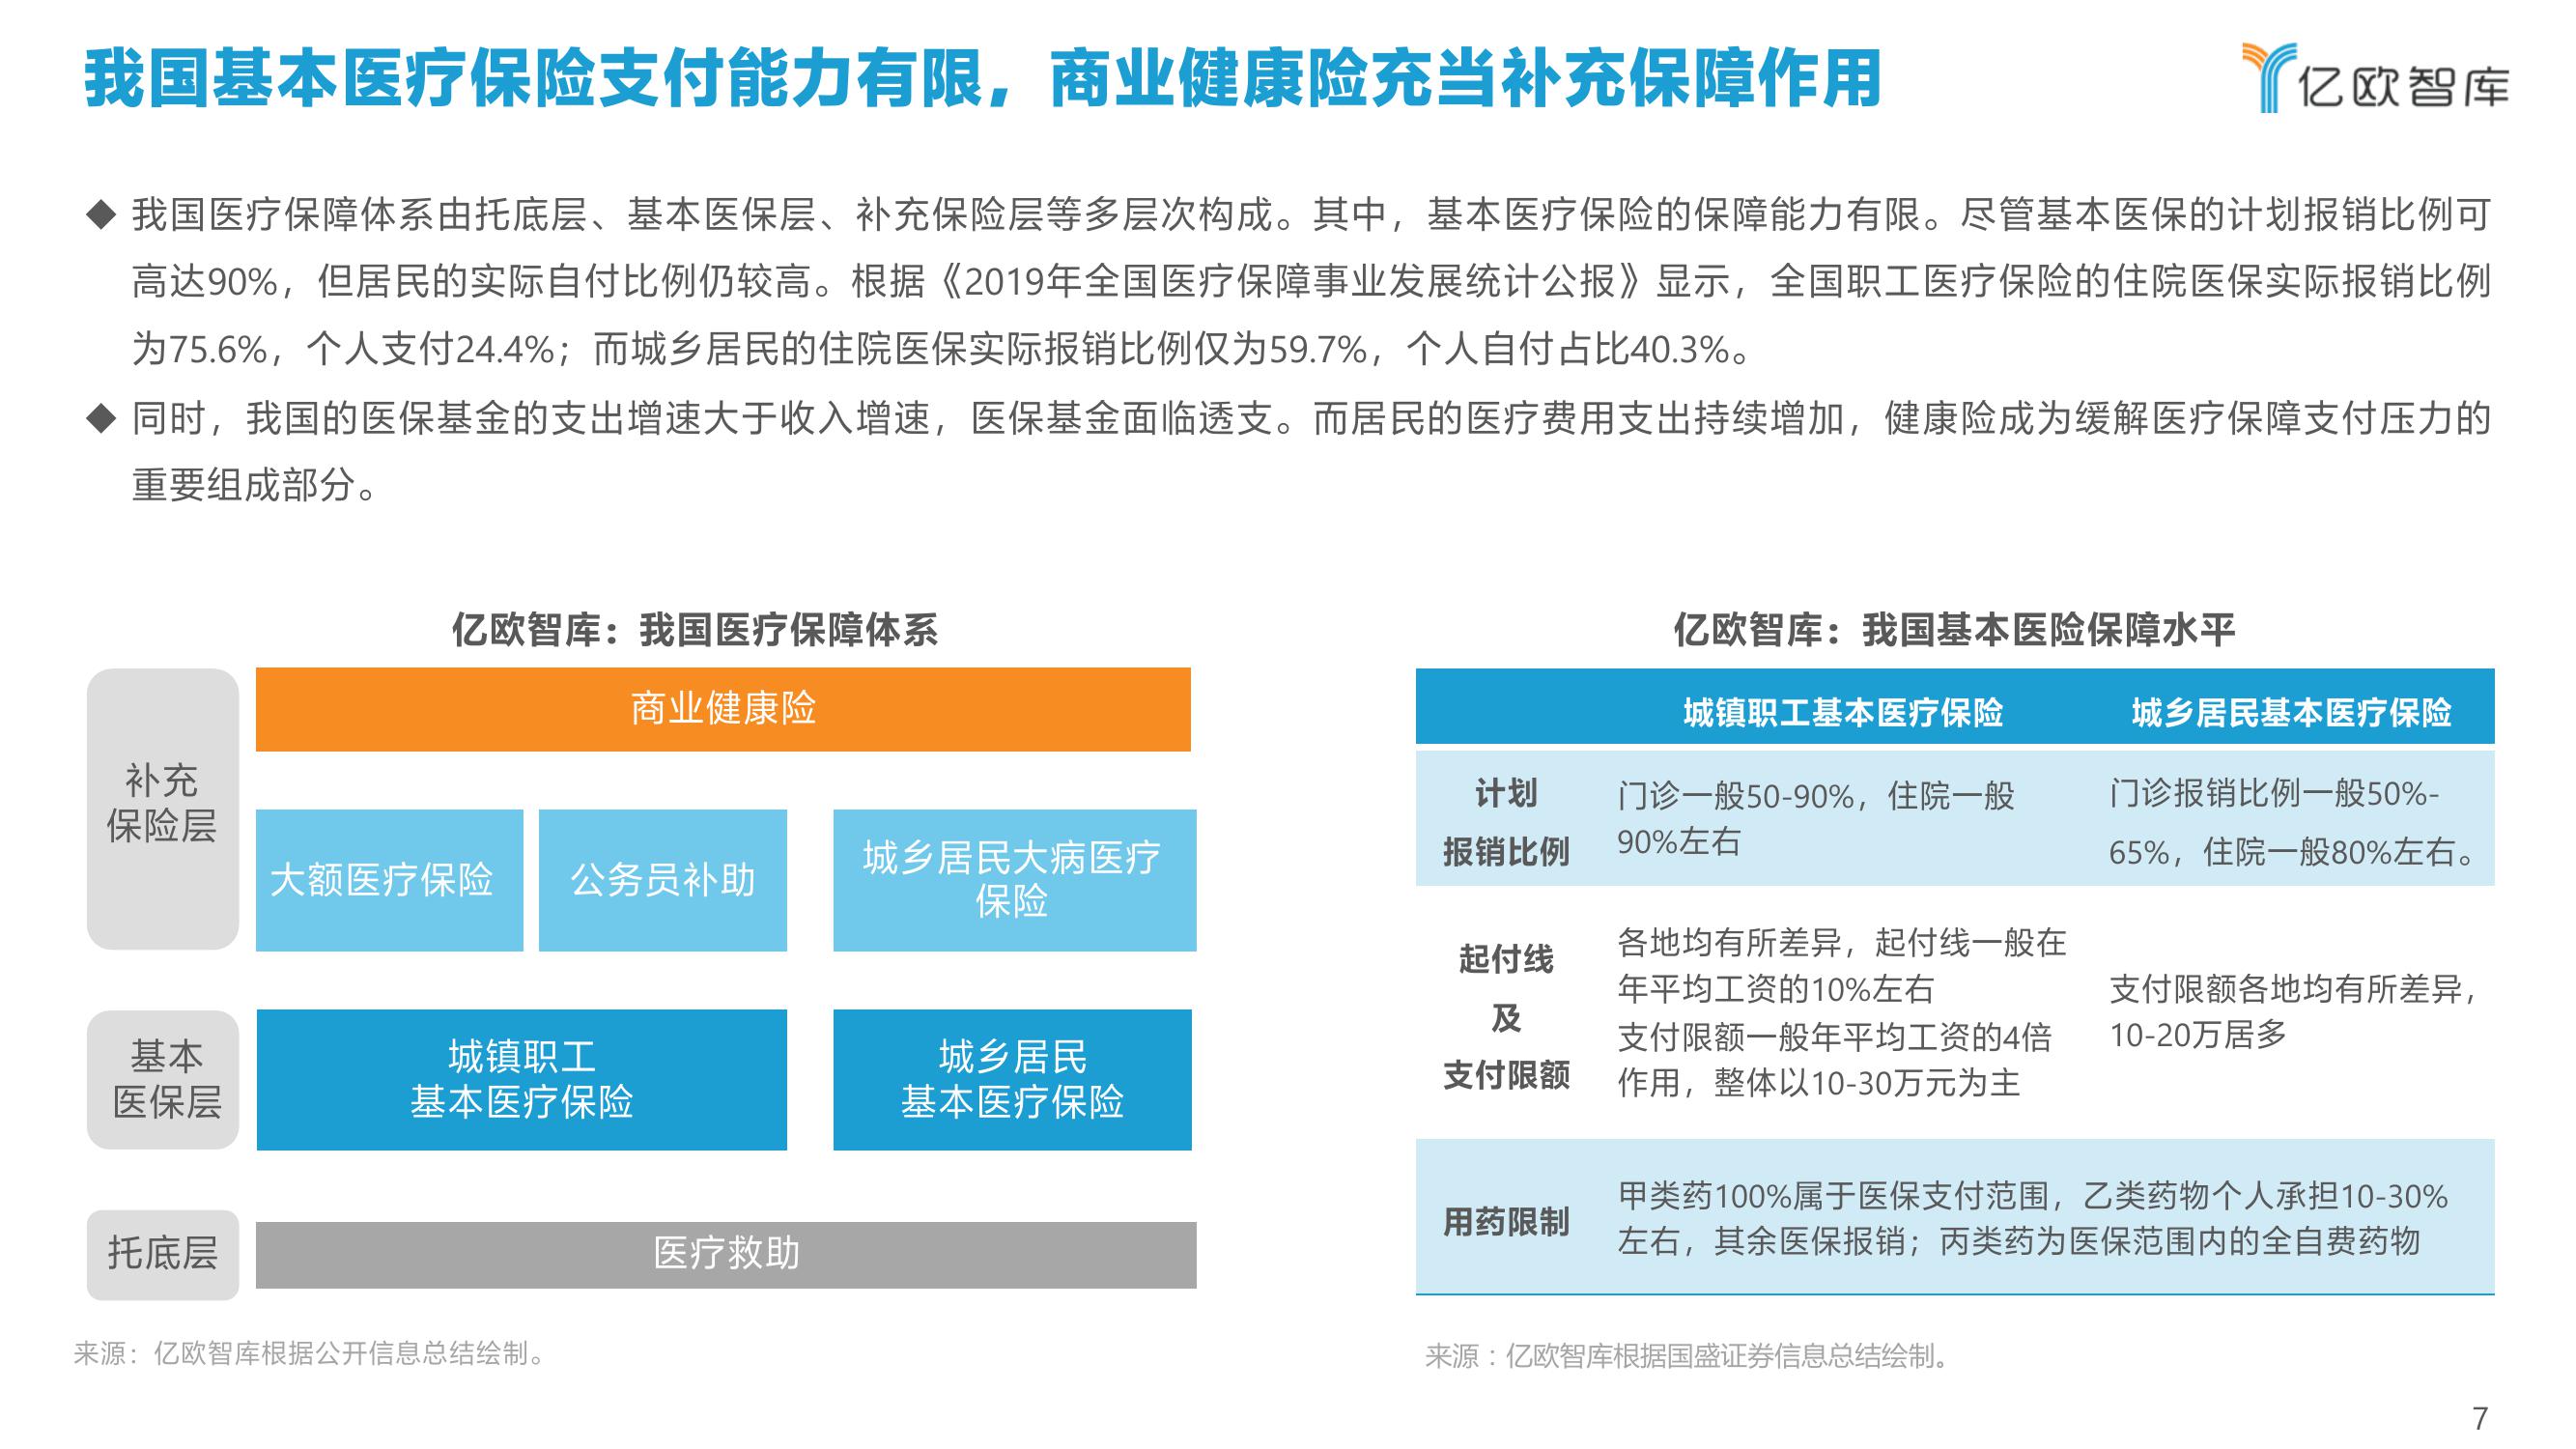 我国基本医疗保险支付能力有限，商业健康险充当补充保障作用
亿欧智库
◆ 我国医疗保障体系由托底层、基本医保层、补充保险层等多层次构成。其中，基本医疗保险的保障能力有限。尽管基本医保的计划报销比例可
高达90%，但居民的实际自付比例仍较高。根据《2019年全国医疗保障事业发展统计公报》显示，全国职工医疗保险的住院医保实际报销比例
为75.6%，个人支付24.4%；而城乡居民的住院医保实际报销比例仅为59.7%，个人自付占比40.3%。
◆ 同时，我国的医保基金的支出增速大于收入增速，医保基金面临透支。而居民的医疗费用支出持续增加，健康险成为缓解医疗保障支付压力的
重要组成部分。
亿欧智库：我国医疗保障体系
补充
保险层
商业健康险
大额医疗保险
公务员补助
城乡居民大病医疗
保险
基本
医保层
城镇职工
基本医疗保险
城乡居民
基本医疗保险
托底层
医疗救助
来源：亿欧智库根据公开信息总结绘制。
亿欧智库：我国基本医险保障水平
城镇职工基本医疗保险
城乡居民基本医疗保险
计划
报销比例
门诊一般50-90%，住院一般
90%左右
门诊报销比例一般50%-
65%，住院一般80%左右。
起付线
及
支付限额
各地均有所差异，起付线一般在
年平均工资的10%左右
支付限额一般年平均工资的4倍
作用，整体以10-30万元为主
支付限额各地均有所差异，
10-20万居多
用药限制
甲类药100%属于医保支付范围，乙类药物个人承担10-30%
左右，其余医保报销；丙类药为医保范围内的全自费药物
来源：亿欧智库根据国盛证券信息总结绘制。
7